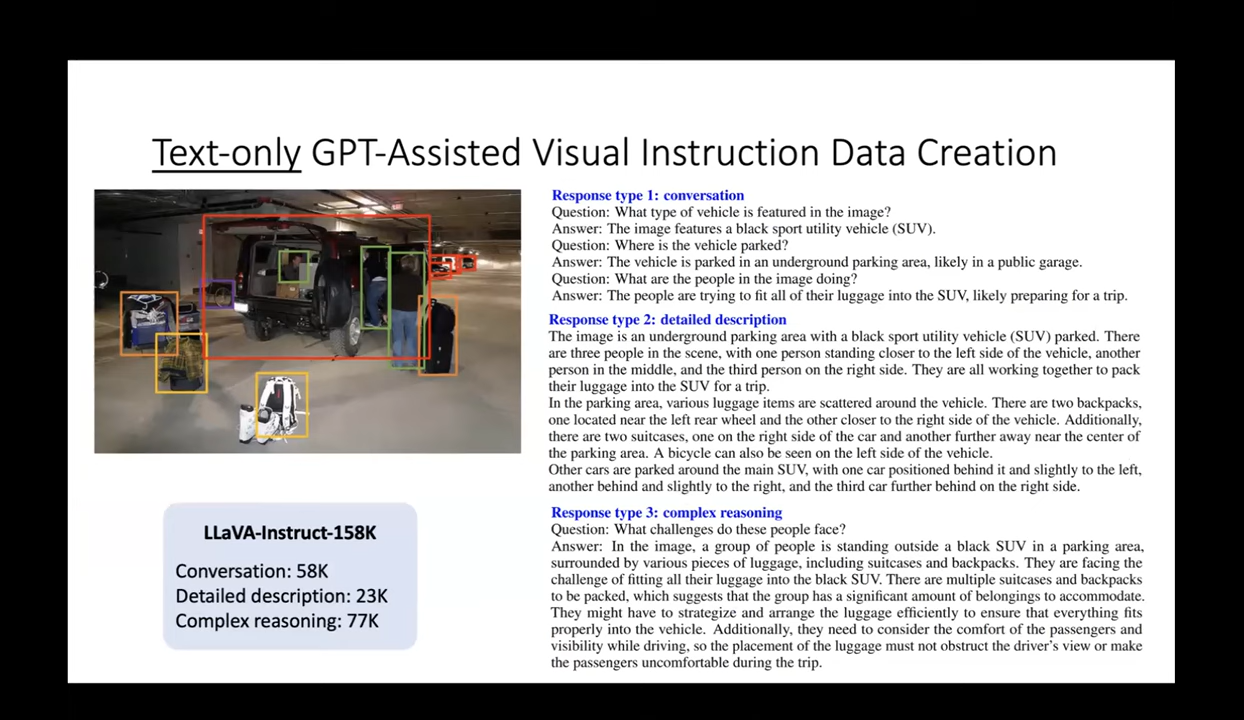 Text-only GPT-Assisted Visual Instruction Data Creation
Response type 1: conversation
Question: What type of vehicle is featured in the image?
Answer: The image features a black sport utility vehicle (SUV).
Question: Where is the vehicle parked?
Answer: The vehicle is parked in an underground parking area, likely in a public garage.
Question: What are the people in the image doing?
Answer: The people are trying to fit all of their luggage into the SUV, likely preparing for a trip.
Response type 2: detailed description
The image is an underground parking area with a black sport utility vehicle (SUV) parked. There
are three people in the scene, with one person standing closer to the left side of the vehicle, another
person in the middle, and the third person on the right side. They are all working together to pack
their luggage into the SUV for a trip.
In the parking area, various luggage items are scattered around the vehicle. There are two backpacks,
one located near the left rear wheel and the other closer to the right side of the vehicle. Additionally,
there are two suitcases, one on the right side of the car and another further away near the center of
the parking area. A bicycle can also be seen on the left side of the vehicle.
Other cars are parked around the main SUV, with one car positioned behind it and slightly to the left,
another behind and slightly to the right, and the third car further behind on the right side.
Response type 3: complex reasoning
Question: What challenges do these people face?
Answer: In the image, a group of people is standing outside a black SUV in a parking area,
surrounded by various pieces of luggage, including suitcases and backpacks. They are facing the
challenge of fitting all their luggage into the black SUV. There are multiple suitcases and backpacks
to be packed, which suggests that the group has a significant amount of belongings to accommodate.
They might have to strategize and arrange the luggage efficiently to ensure that everything fits
properly into the vehicle. Additionally, they need to consider the comfort of the passengers and
visibility while driving, so the placement of the luggage must not obstruct the driver's view or make
the passengers uncomfortable during the trip.
LLaVA-Instruct-158K
Conversation: 58K
Detailed description: 23K
Complex reasoning: 77K